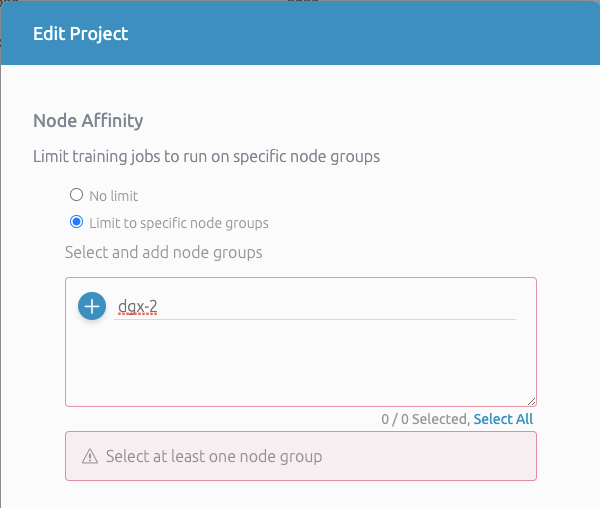 Edit Project
Node Affinity
Limit training jobs to run on specific node groups
No limit
Limit to specific node groups
Select and add node groups
dgx-2
0 / 0 Selected, Select All
Select at least one node group